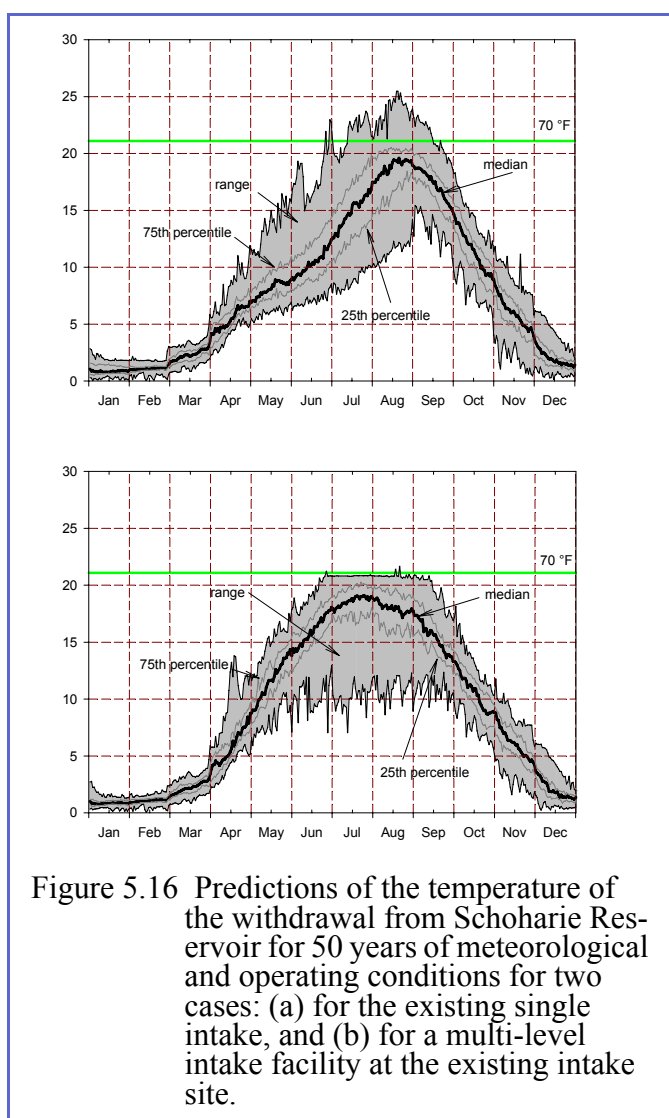 30
25
20
15
10
5
0
70 °F
median
range
75th percentile
25th percentile
Jan Feb Mar Apr May Jun Jul Aug Sep Oct Nov Dec
30
25
20
15
10
5
0
70 °F
range
median
75th percentile
25th percentile
Jan Feb Mar Apr May Jun Jul Aug Sep Oct Nov Dec
Figure 5.16 Predictions of the temperature of
the withdrawal from Schoharie Res-
ervoir for 50 years of meteorological
and operating conditions for two
cases: (a) for the existing single
intake, and (b) for a multi-level
intake facility at the existing intake
site.